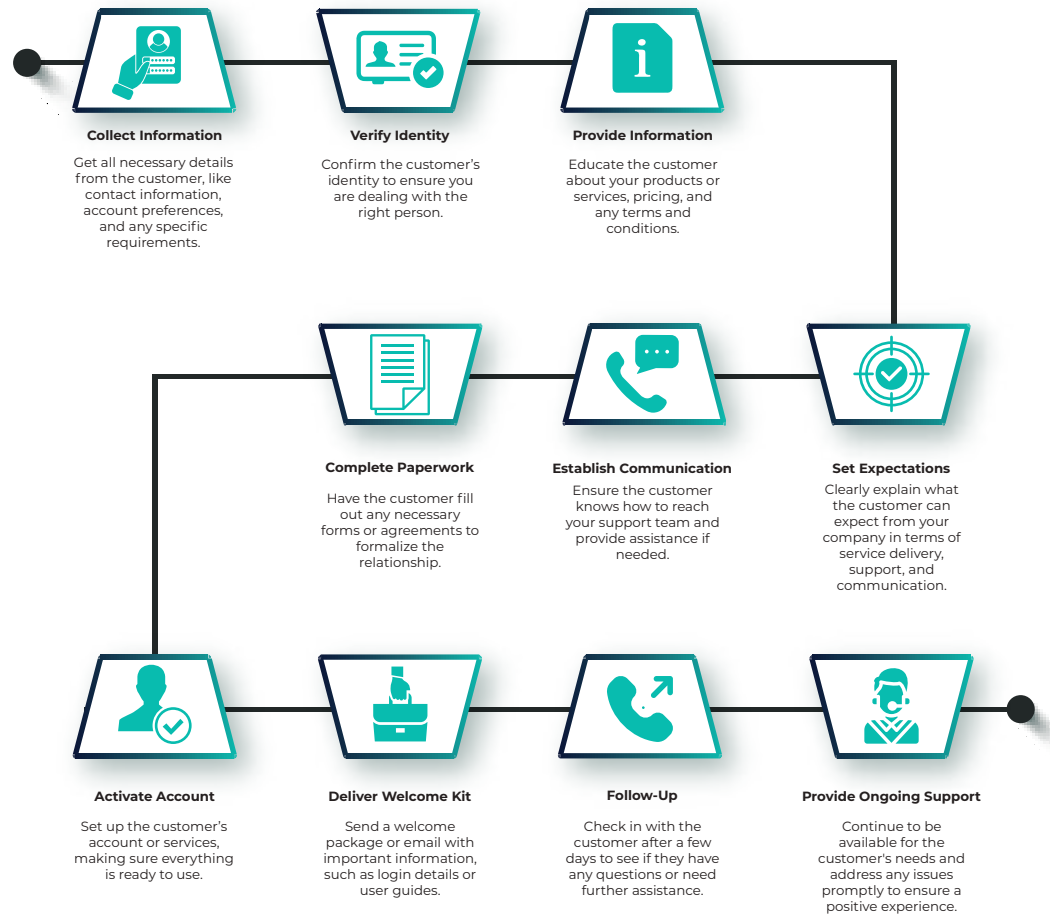 Collect Information
Get all necessary details
from the customer, like
contact information,
account preferences,
and any specific
requirements.
Verify Identity
Confirm the customer’s
identity to ensure you
are dealing with the
right person.
i
Provide Information
Educate the customer
about your products or
services, pricing, and
any terms and
conditions.
Set Expectations
Clearly explain what
the customer can
expect from your
company in terms of
service delivery,
support, and
communication.
Establish Communication
Ensure the customer
knows how to reach
your support team and
provide assistance if
needed.
Complete Paperwork
Have the customer fill
out any necessary
forms or agreements to
formalize the
relationship.
Activate Account
Set up the customer’s
account or services,
making sure everything
is ready to use.
Deliver Welcome Kit
Send a welcome
package or email with
important information,
such as login details or
user guides.
Follow-Up
Check in with the
customer after a few
days to see if they have
any questions or need
further assistance.
Provide Ongoing Support
Continue to be
available for the
customer's needs and
address any issues
promptly to ensure a
positive experience.